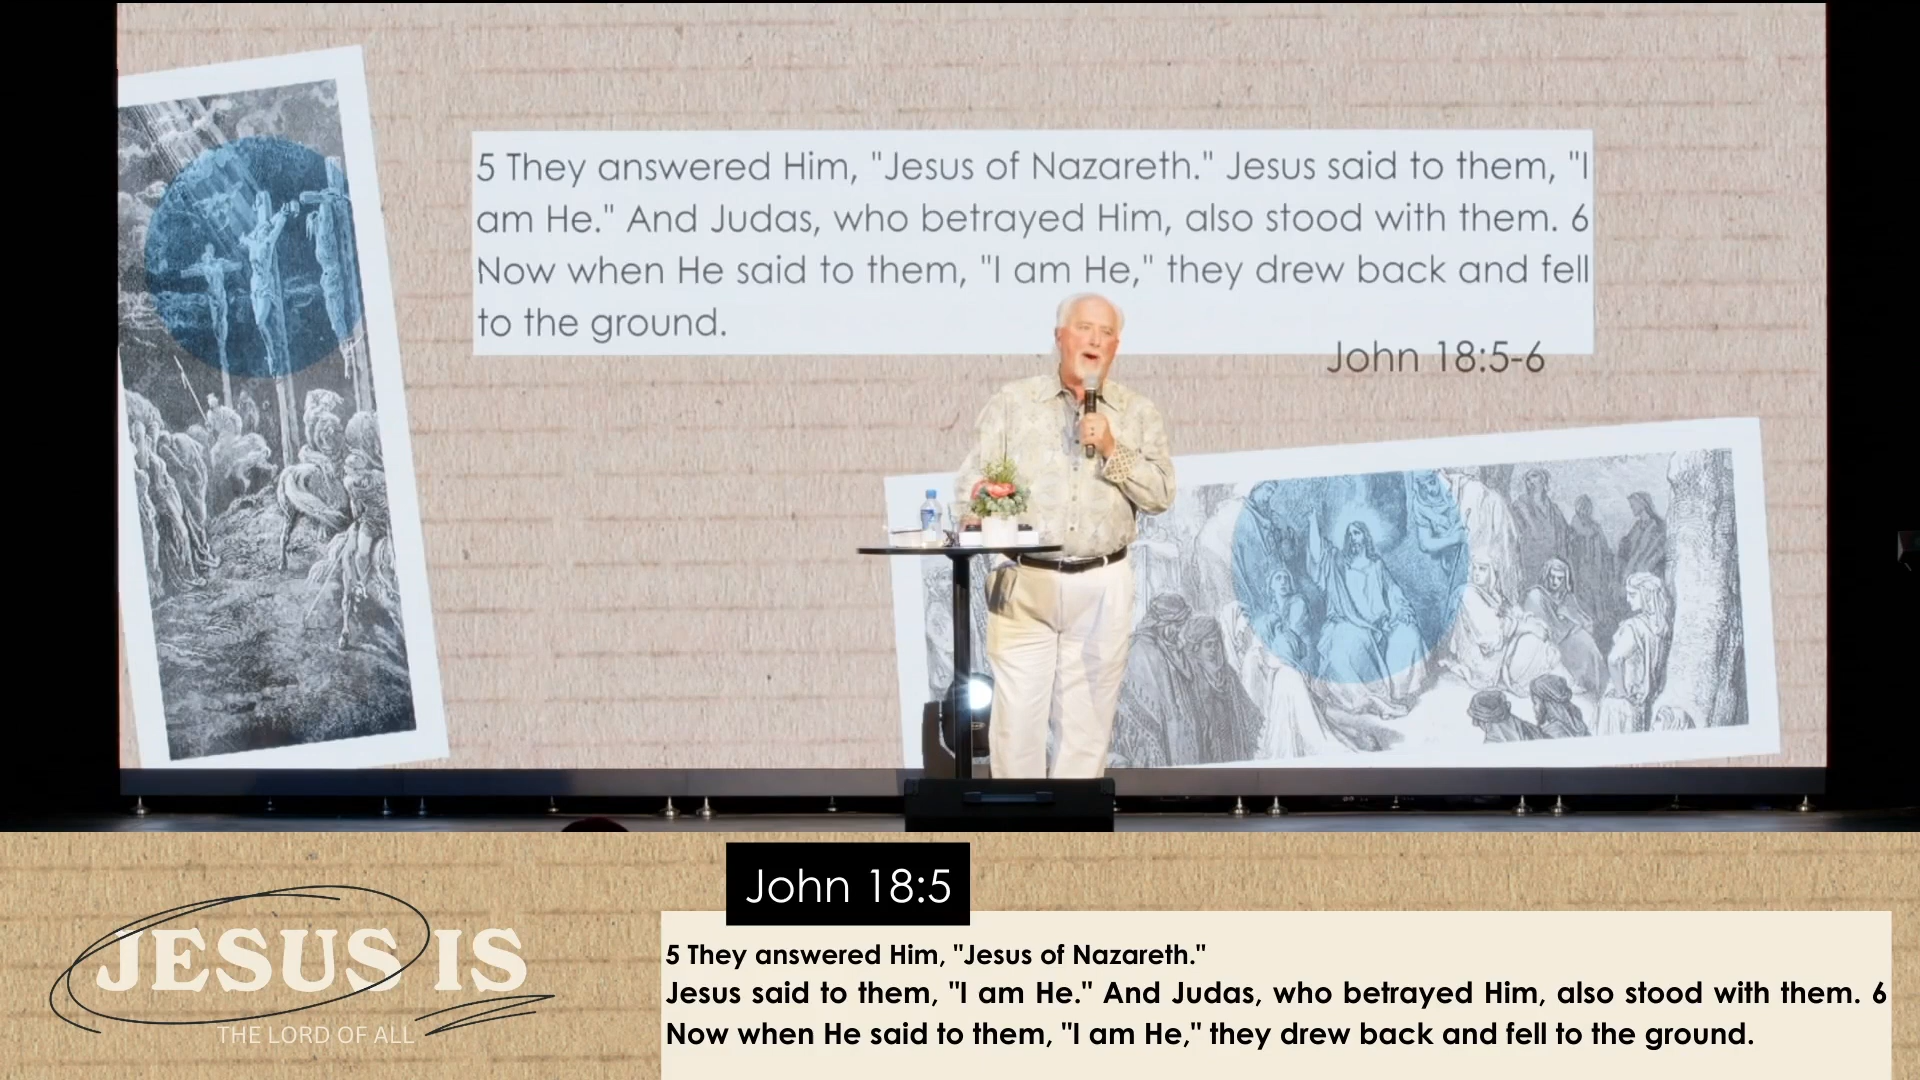 5 They answered Him, "Jesus of Nazareth." Jesus said to them, "I
am He." And Judas, who betrayed Him, also stood with them. 6
Now when He said to them, "I am He," they drew back and fell
to the ground.
John 18:5-6
John 18:5
JESUS IS
THE LORD OF ALL
5 They answered Him, "Jesus of Nazareth."
Jesus said to them, "I am He." And Judas, who betrayed Him, also stood with them. 6
Now when He said to them, "I am He," they drew back and fell to the ground.